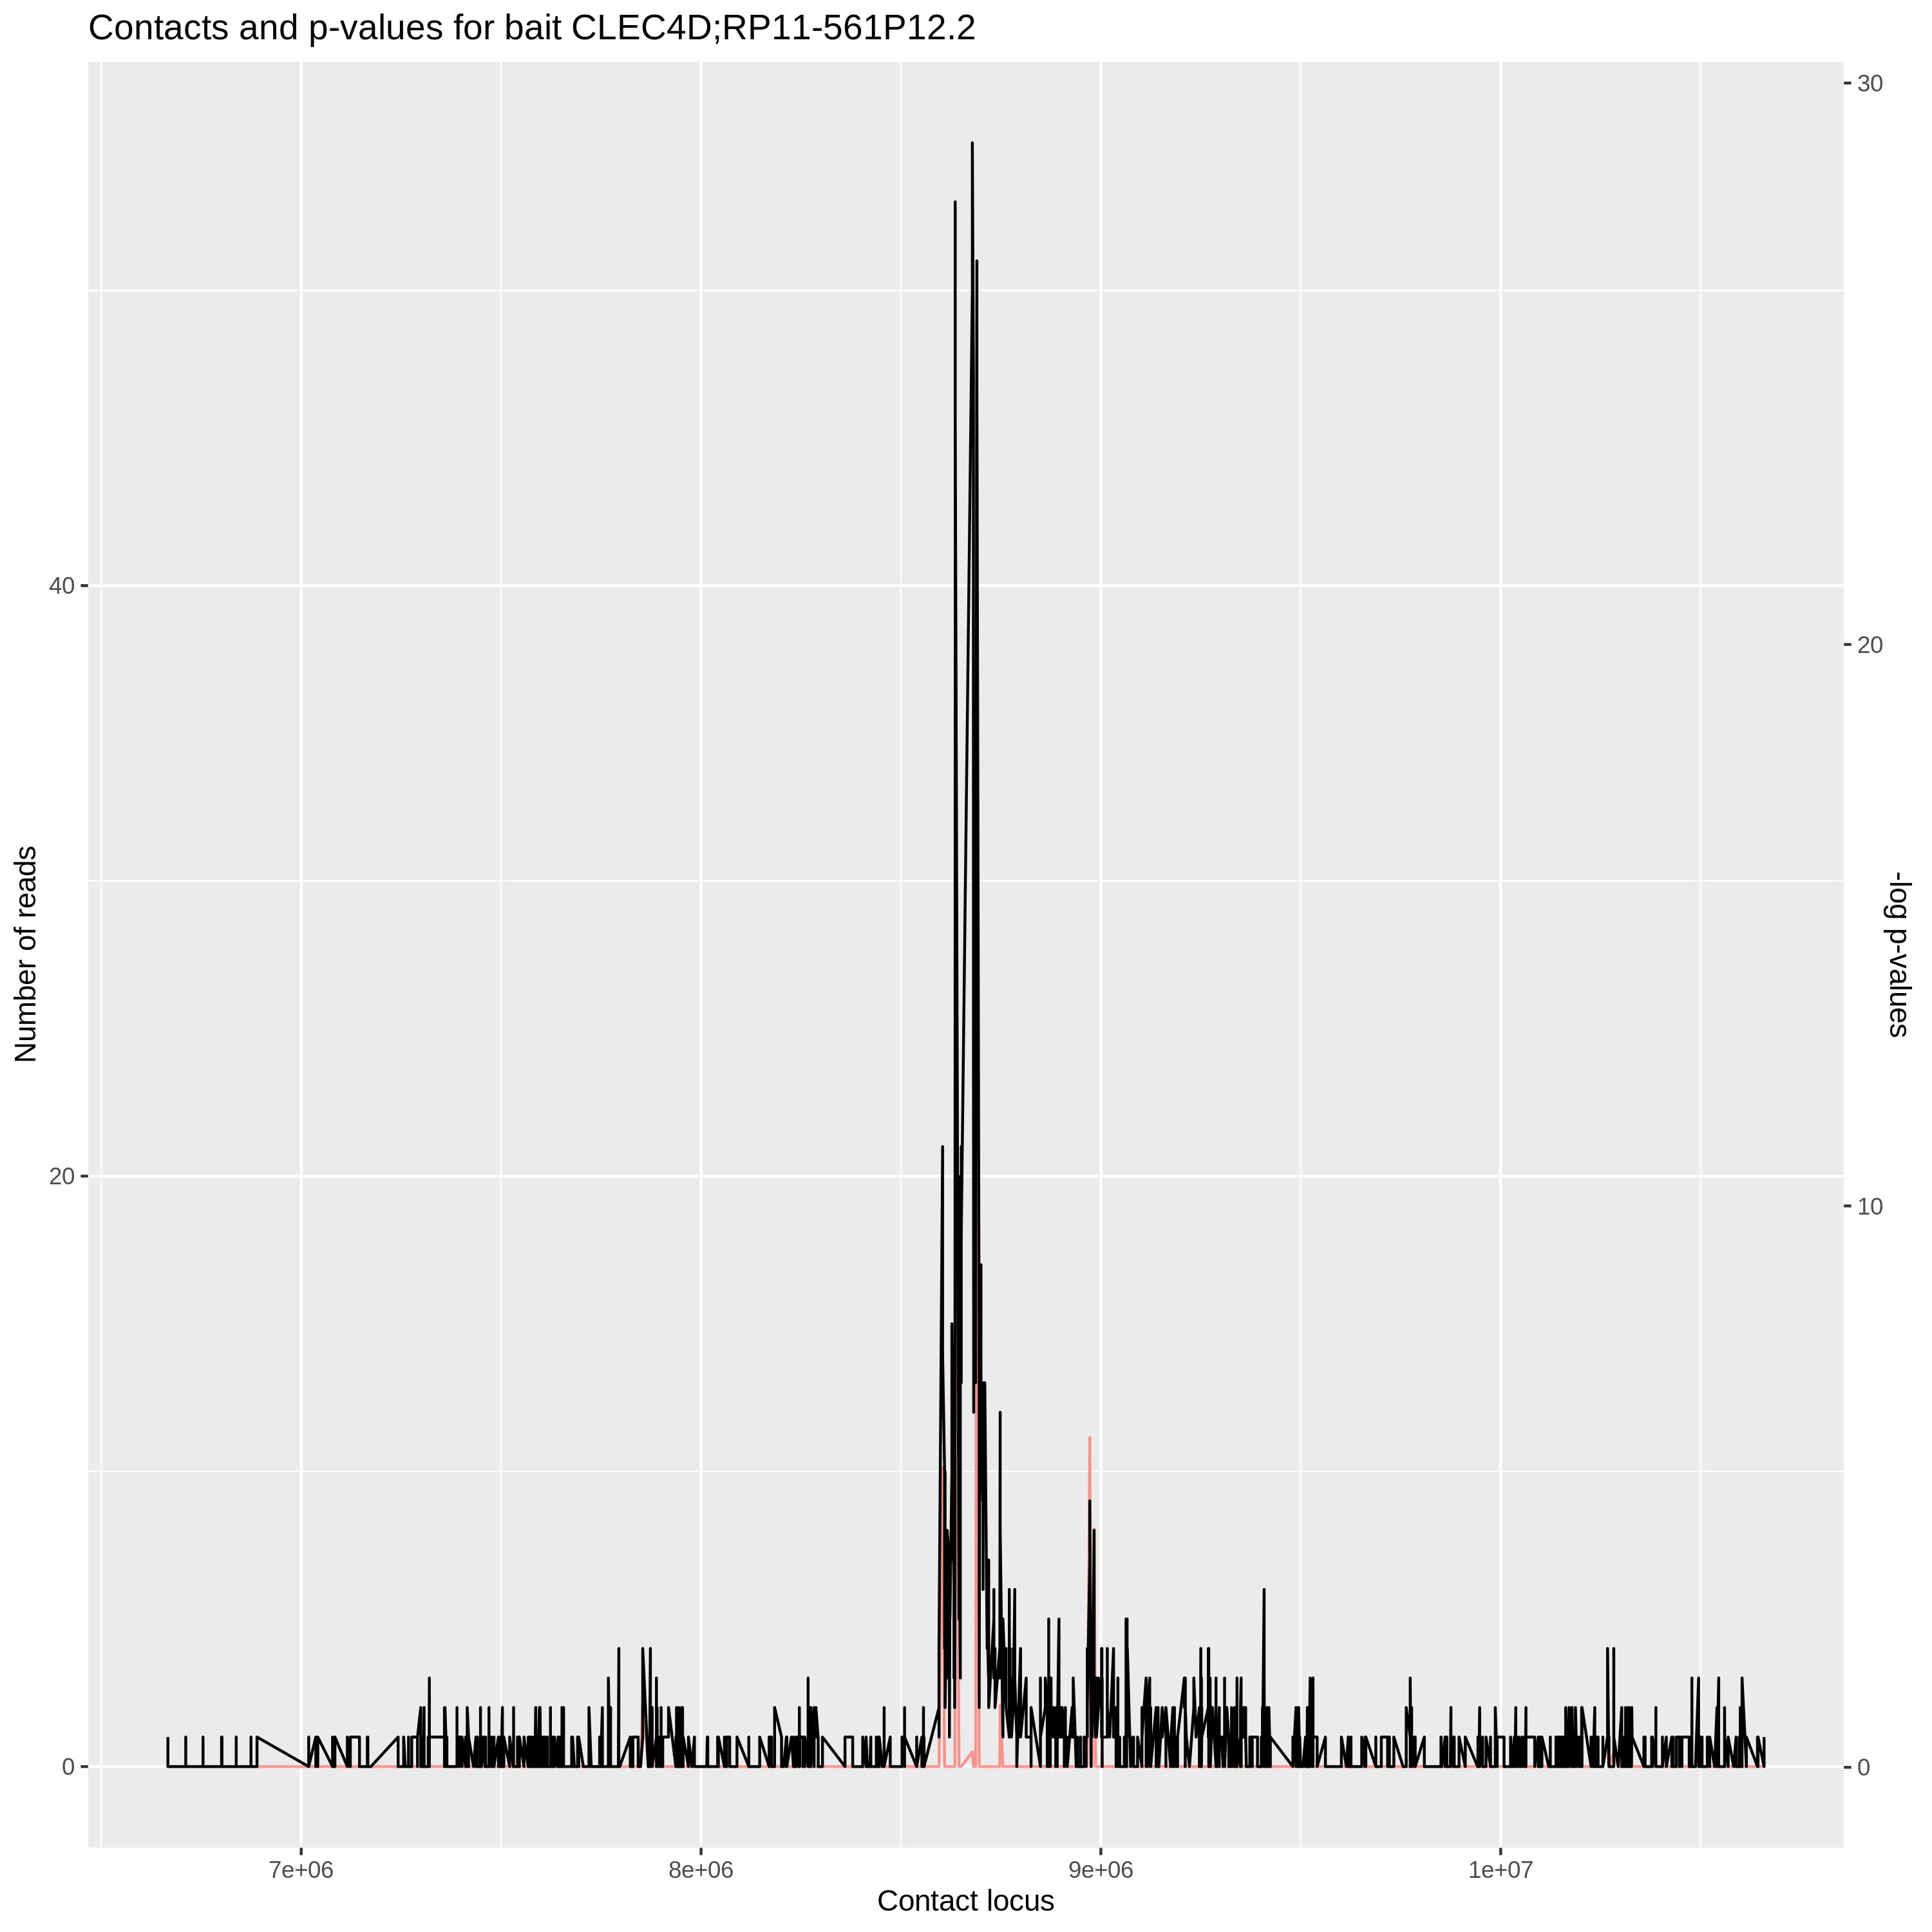 Contacts and p-values for bait CLEC4D;RP11-561P12.2
30
40
20
20
10
0
0
Number of reads
-log p-values
7e+06
8e+06
9e+06
1e+07
Contact locus